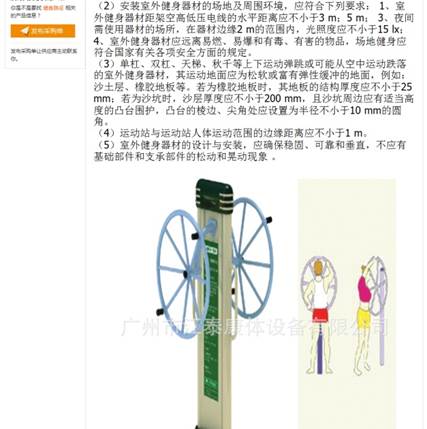 你是不是要找 健身路径 相关
的产品信息？
发布采购单
发布采购单让供应商主动联系
你。
（2）安装室外健身器材的场地及周围环境，应符合下列要求： 1、室
外健身器材距架空高低压电线的水平距离应不小于3 m；5 m； 3、夜间
需使用器材的场所，在器材边缘2 m的范围内，光照度应不小于15 lx；
4、室外健身器材应远离易燃、易爆和有毒、有害的物品，场地健身应
符合国家有关各项安全方面的规定。
（3）单杠、双杠、天梯、秋千等上下运动弹跳或可能从空中运动跌落
的室外健身器材，其运动地面应为松软或富有弹性缓冲的地面，例如：
沙土层、橡胶地板等。若为橡胶地板时，其地板的结构厚度应不小于25
mm；若为沙坑时，沙层厚度应不小于200 mm，且沙坑周边应有适当高
度的凸台围护，凸台的棱边、尖角处应设置为半径不小于10 mm的圆
角。
（4）运动站与运动站人体运动范围的边缘距离应不小于1 m。
（5）室外健身器材的设计与安装，应确保稳固、可靠和垂直，不应有
基础部件和支承部件的松动和晃动现象 。
广州市 泰康体设备有限公司